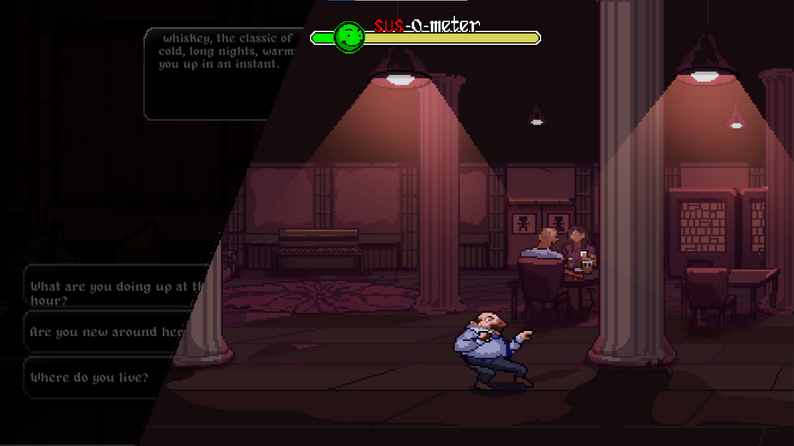 sus-o-meter
whiskey, the classic of
cold, long nights, warm
you up in an instant.
What are you doing up at th
hour?
Are you new around her
Where do you live?